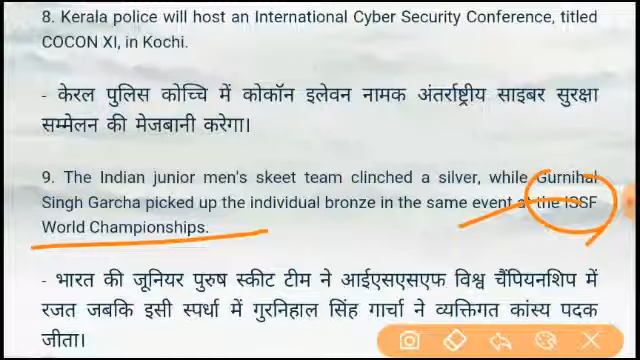 8. Kerala police will host an International Cyber Security Conference, titled
COCON XI, in Kochi.
- केरल पुलिस कोच्चि में कोकॉन इलेवन नामक अंतर्राष्ट्रीय साइबर सुरक्षा
सम्मेलन की मेजबानी करेगा।
9. The Indian junior men's skeet team clinched a silver, while Gurnihal
Singh Garcha picked up the individual bronze in the same event at the ISSF
World Championships.
- भारत की जूनियर पुरुष स्कीट टीम ने आईएसएसएफ विश्व चैंपियनशिप में
रजत जबकि इसी स्पर्धा में गुरनिहाल सिंह गार्चा ने व्यक्तिगत कांस्य पदक
जीता।